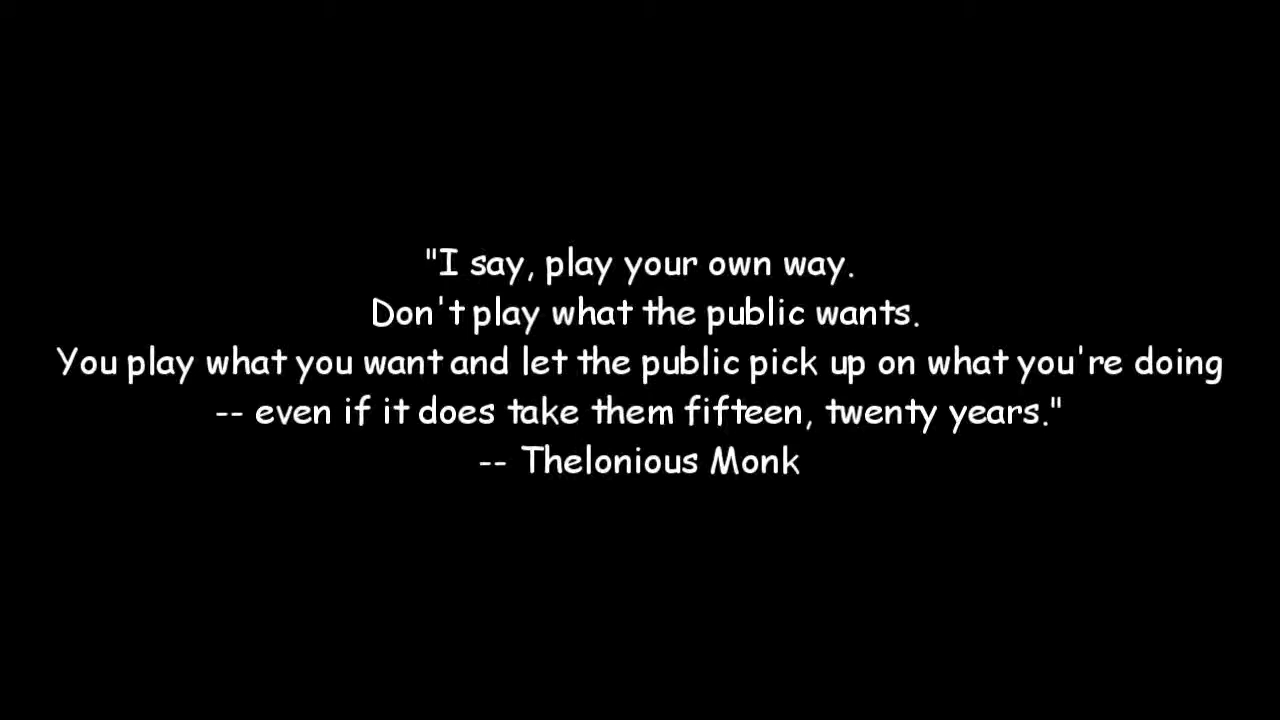 "I say, play your own way.
Don't play what the public wants.
You play what you want and let the public pick up on what you're doing
-- even if it does take them fifteen, twenty years."
-- Thelonious Monk